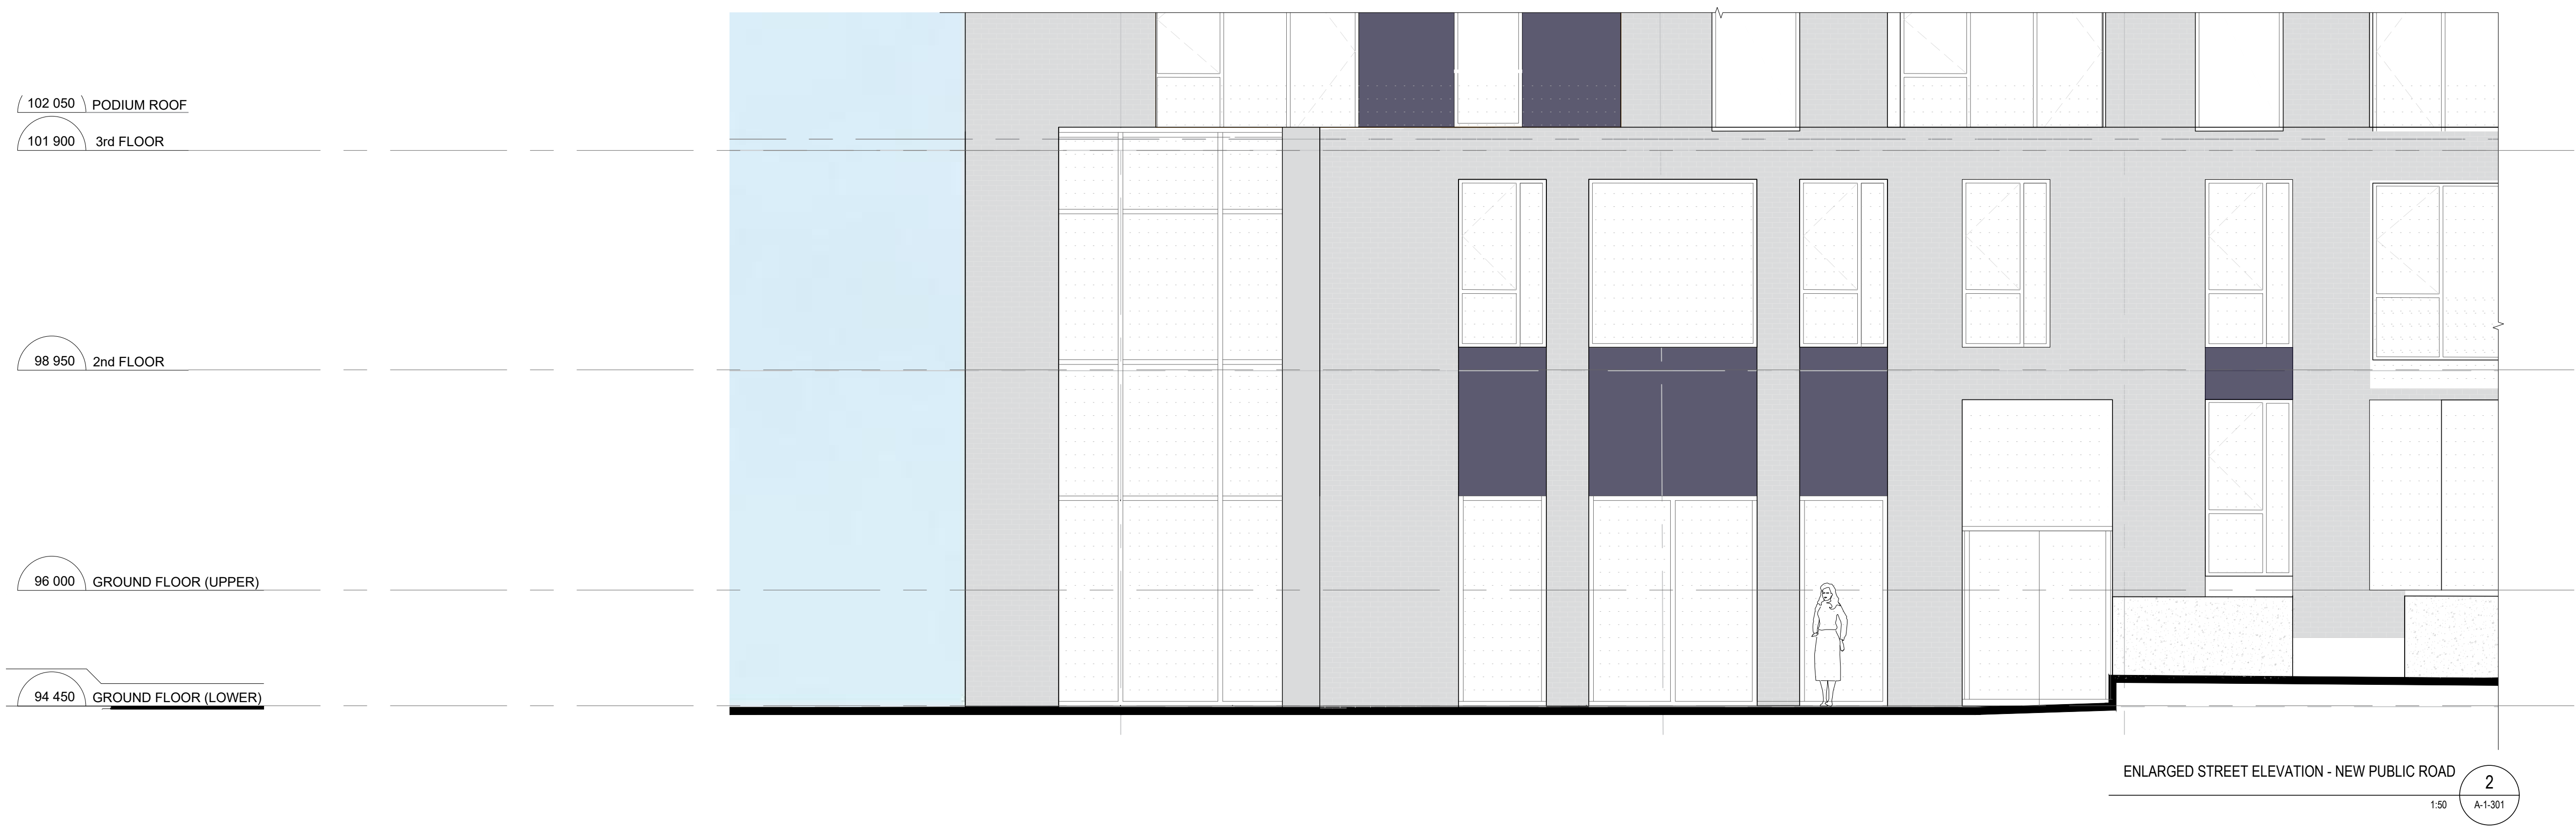 102 050 PODIUM ROOF
101 900 3rd FLOOR
98 950 2nd FLOOR
96 000 GROUND FLOOR (UPPER)
94 450 GROUND FLOOR (LOWER)
ENLARGED STREET ELEVATION - NEW PUBLIC ROAD
2
1:50
A-1-301